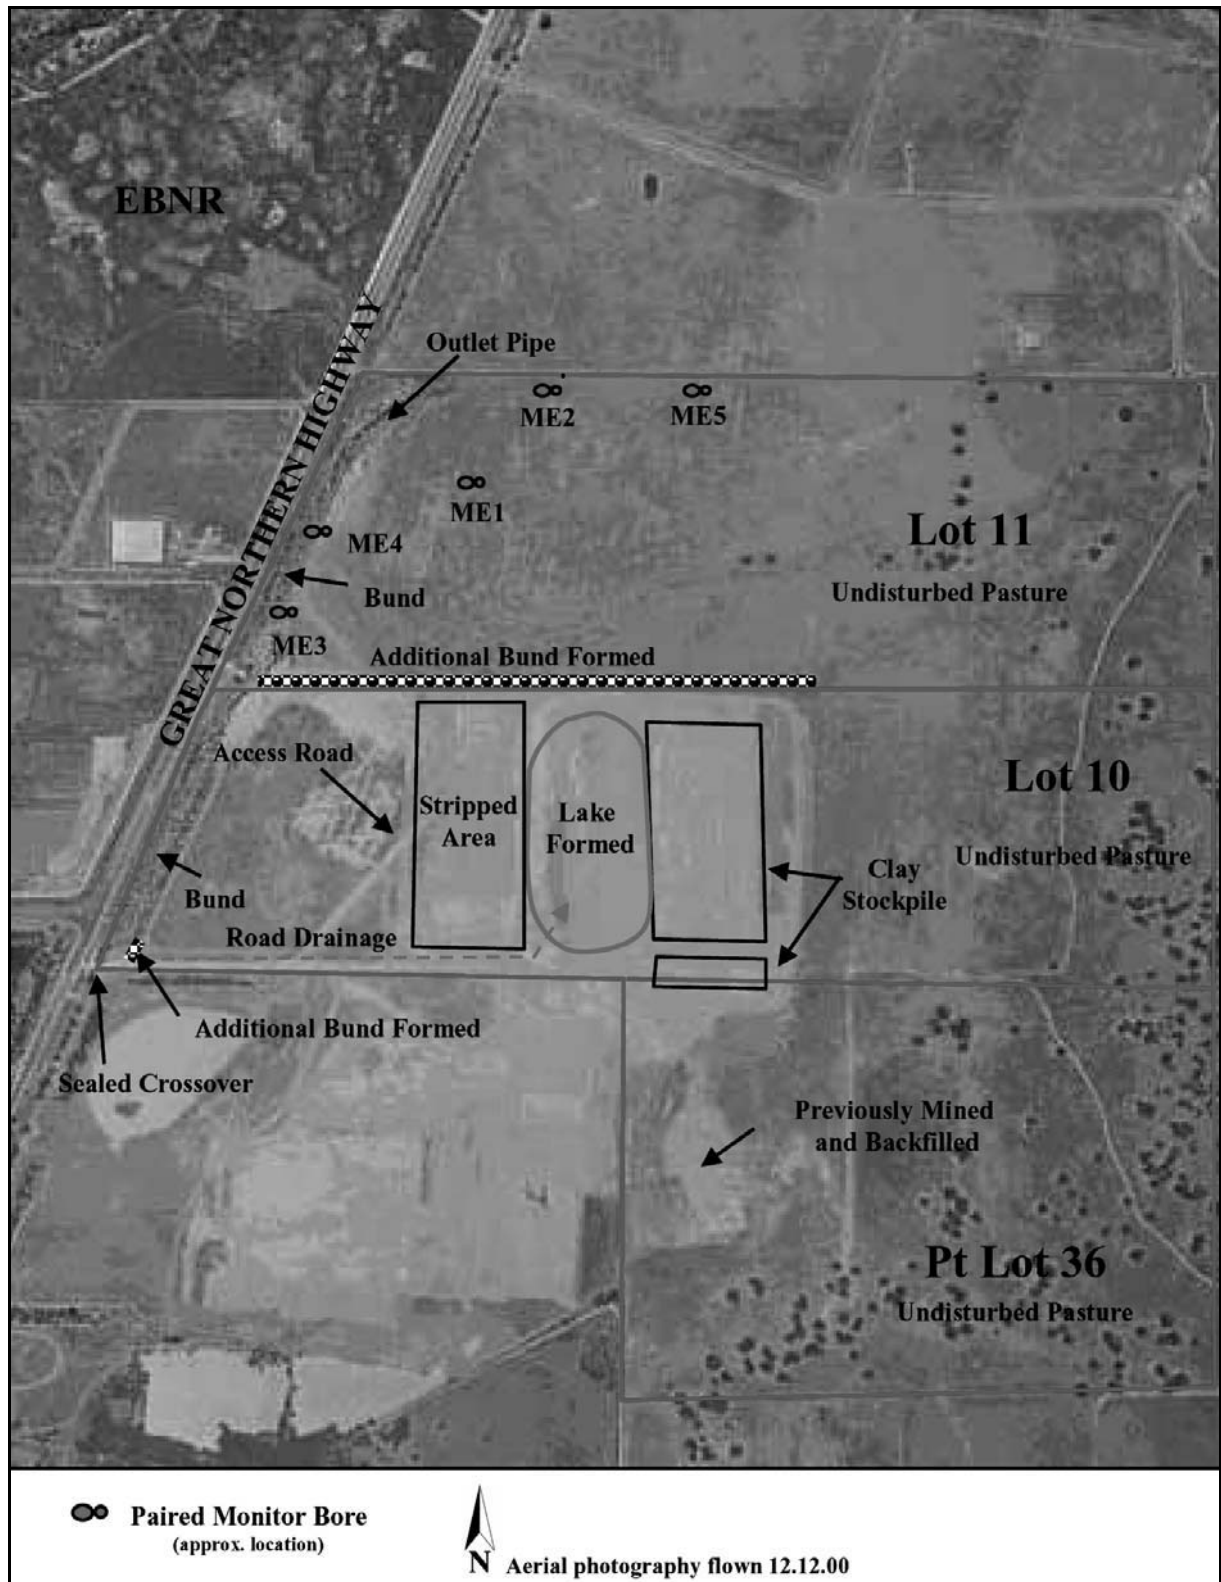 EBNR
GREAT NORTHERN HIGHWAY
Outlet Pipe
ME2
ME5
ME1
ME4
Lot 11
Bund
Undisturbed Pasture
ME3
Additional Bund Formed
Access Road
Lot 10
Stripped
Area
Lake
Formed
Undisturbed Pasture
Clay
Stockpile
Bund
Road Drainage
Additional Bund Formed
Sealed Crossover
Previously Mined
and Backfilled
Pt Lot 36
Undisturbed Pasture
Paired Monitor Bore
(approx. location)
N
Aerial photography flown 12.12.00